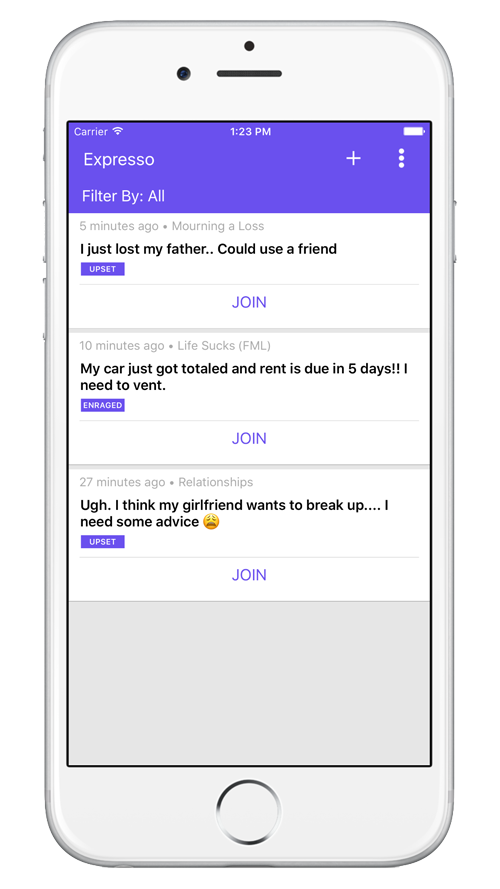 Carrier 1:23 PM
Expresso
Filter By: All
5 minutes ago • Mourning a Loss
I just lost my father.. Could use a friend
UPSET
JOIN
10 minutes ago • Life Sucks (FML)
My car just got totaled and rent is due in 5 days!! I
need to vent.
ENRAGED
JOIN
27 minutes ago • Relationships
Ugh. I think my girlfriend wants to break up.... I
need some advice 😩
UPSET
JOIN